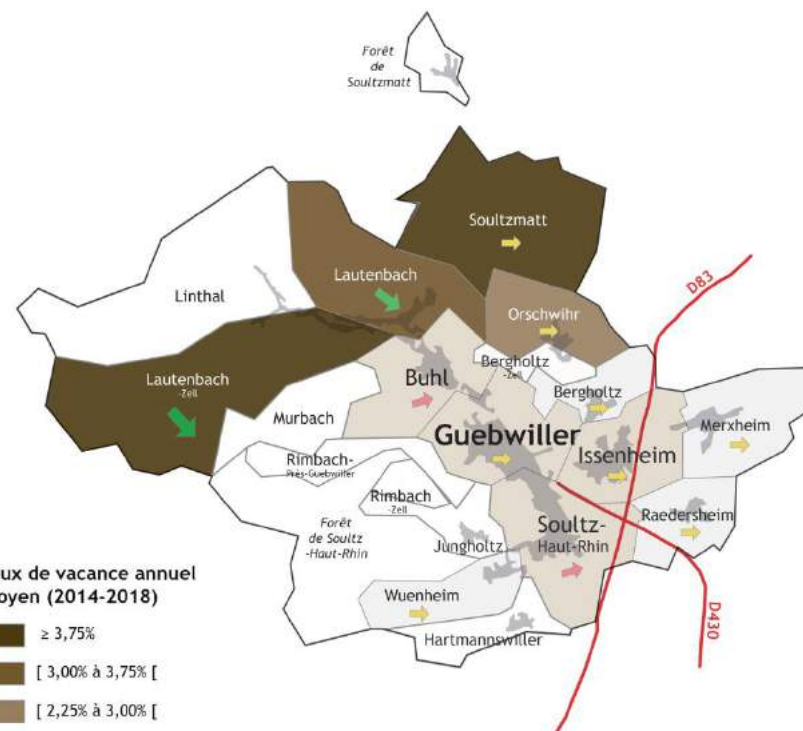 Forêt
de
Soultzmatt
Soultzmatt
D83
Lautenbach
Linthal
Orschwihr
Bergholtz
-Zell
Lautenbach
-Zell
Buhl
Bergholtz
Murbach
Guebwiller
Merxheim
Issenheim
Rimbach-
Près-Guebwiller
Rimbach
-Zell
Forêt
de Soultz
-Haut-Rhin
Jungholtz
Soultz-
Haut-Rhin
Raedersheim
Wuenheim
Hartmannswiller
D430
ux de vacance annuel
oyen (2014-2018)
≥ 3,75%
[ 3,00% à 3,75% [
[ 2,25% à 3,00% [